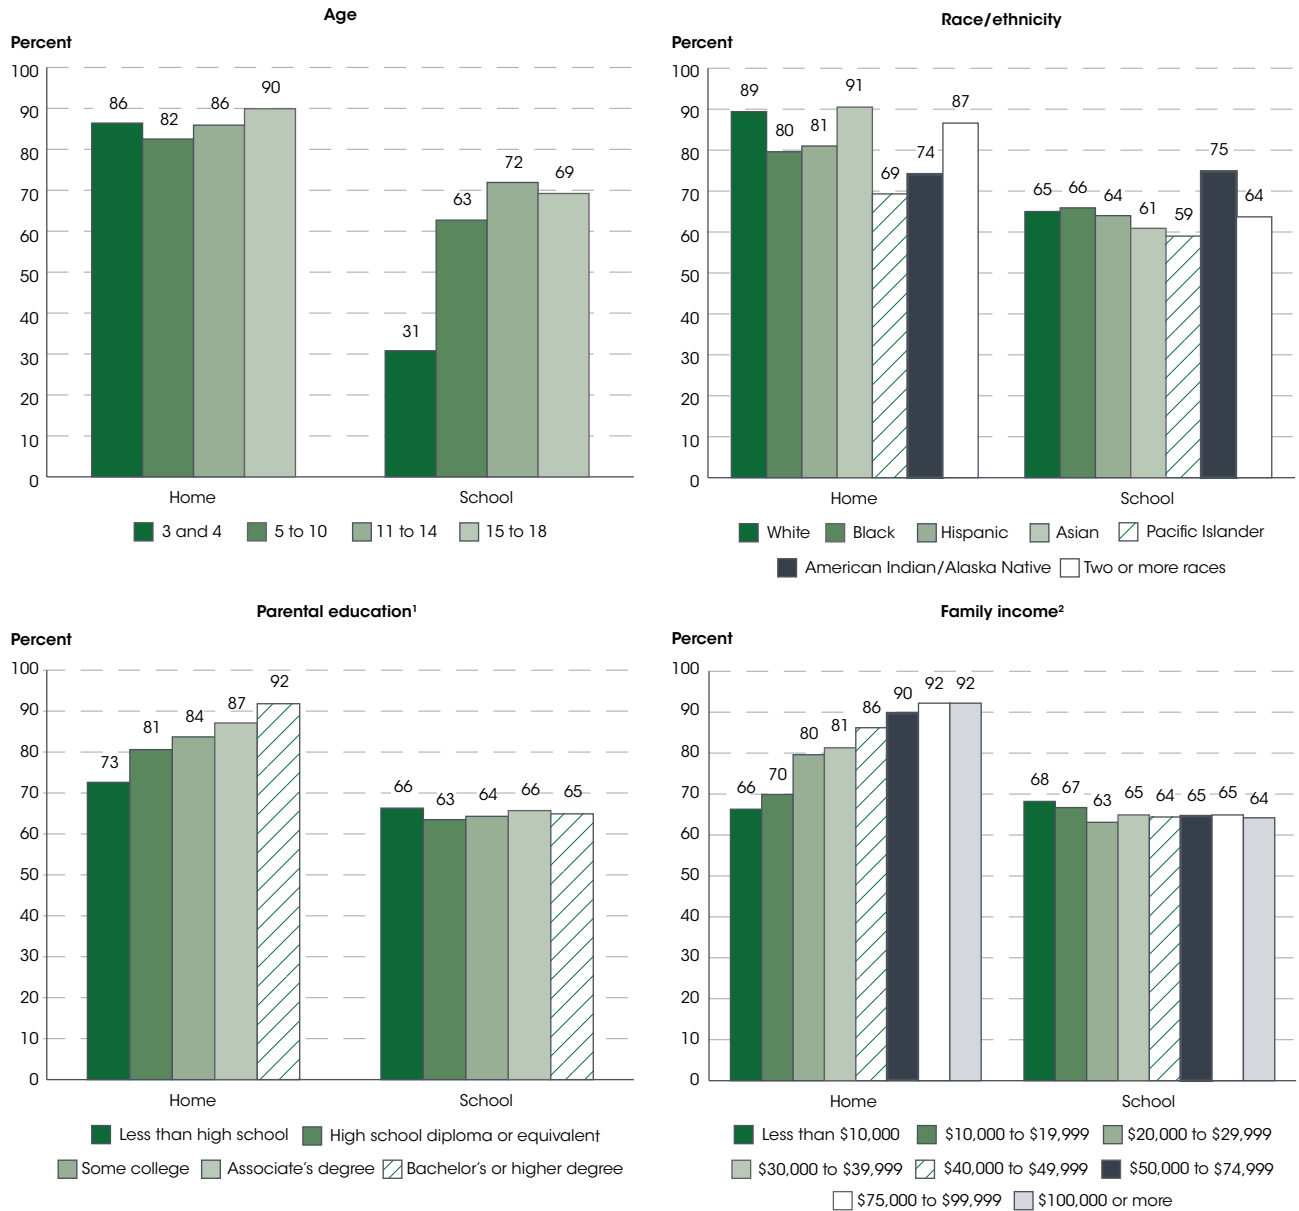 Age
Percent
100
90
80
70
60
50
40
30
20
10
0
86
82
86
90
31
63
72
69
Home
School
3 and 4
5 to 10
11 to 14
15 to 18
Race/ethnicity
Percent
100
90
80
70
60
50
40
30
20
10
0
89
80
81
91
69
74
87
65
66
64
61
59
75
64
Home
School
White
Black
Hispanic
Asian
Pacific Islander
American Indian/Alaska Native
Two or more races
Parental education¹
Percent
100
90
80
70
60
50
40
30
20
10
0
73
81
84
87
92
66
63
64
66
65
Home
School
Less than high school
High school diploma or equivalent
Some college
Associate's degree
Bachelor's or higher degree
Family income²
Percent
100
90
80
70
60
50
40
30
20
10
0
66
70
80
81
86
90
92
92
68
67
63
65
64
65
65
64
Home
School
Less than $10,000
$10,000 to $19,999
$20,000 to $29,999
$30,000 to $39,999
$40,000 to $49,999
$50,000 to $74,999
$75,000 to $99,999
$100,000 or more